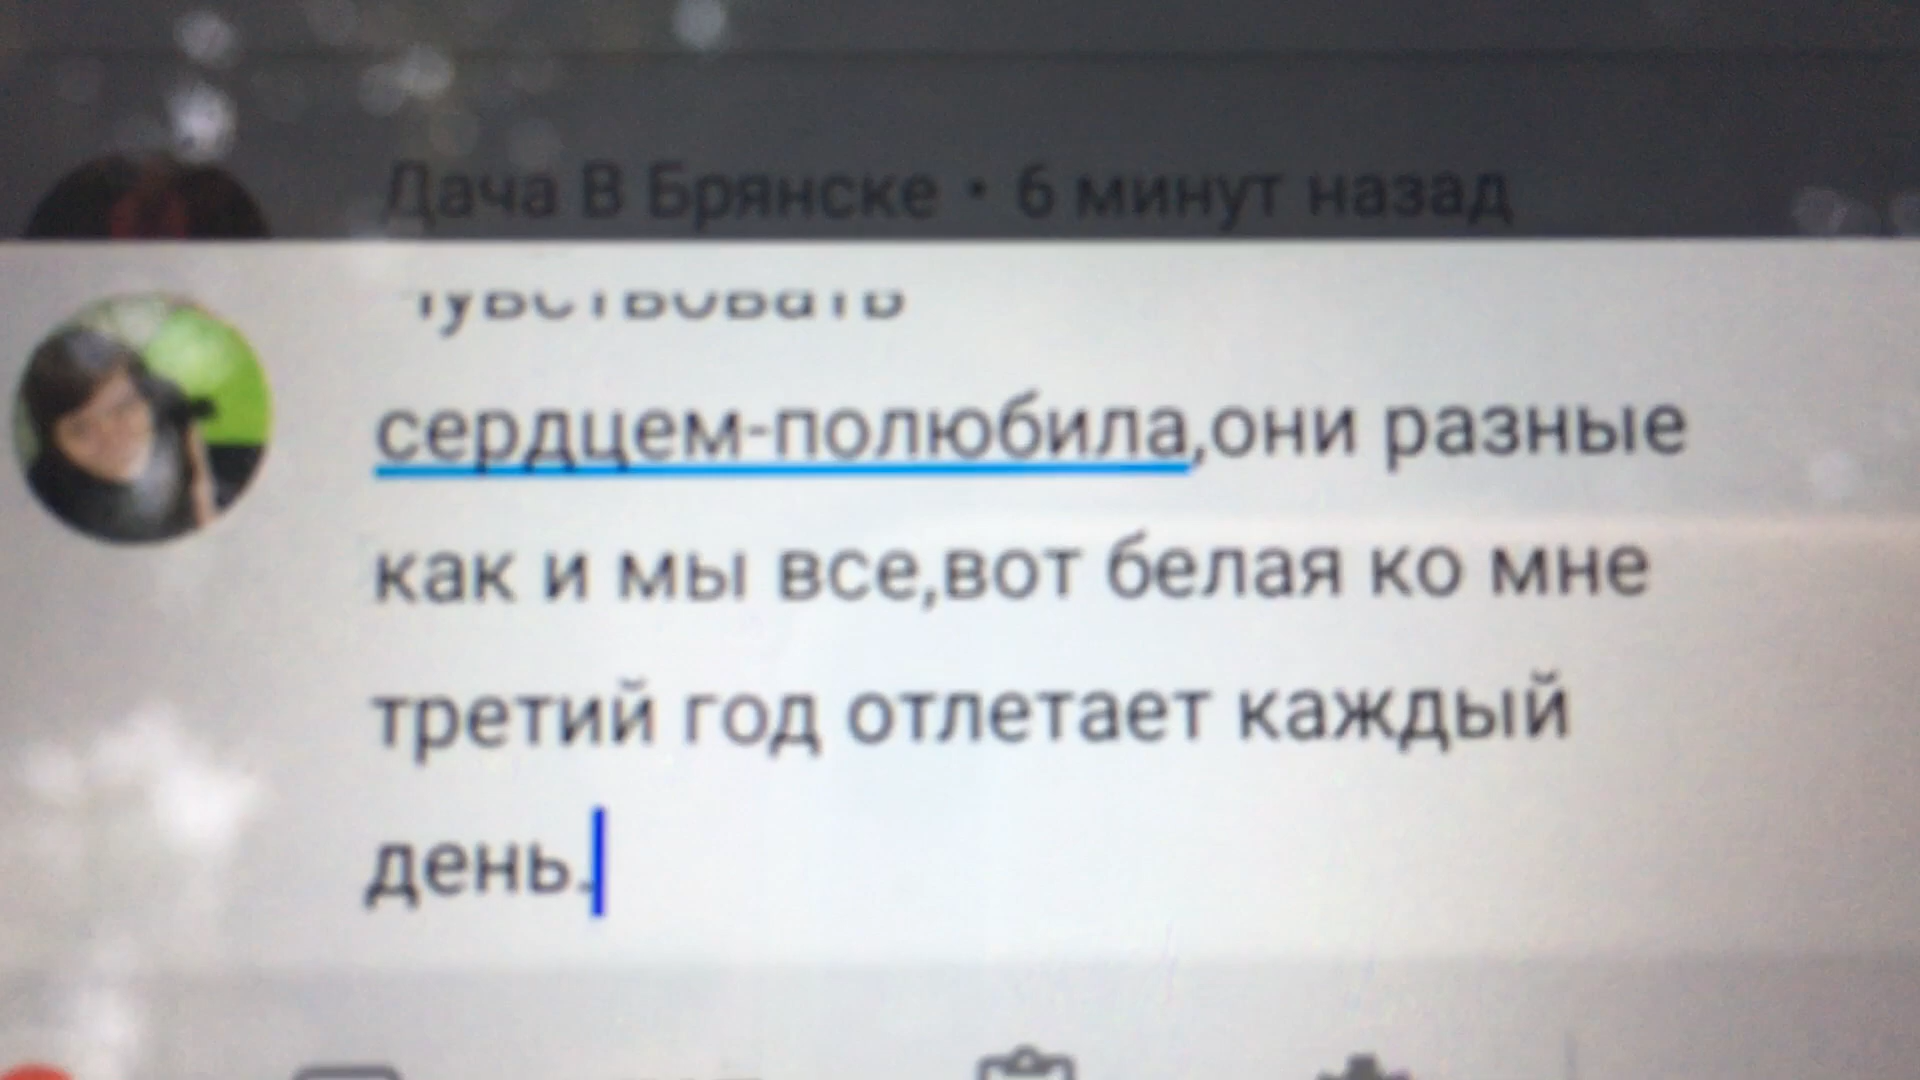 Дача В Брянске • 6 минут назад
сердцем-полюбила,они разные
как и мы все,вот белая ко мне
третий год отлетает каждый
день.